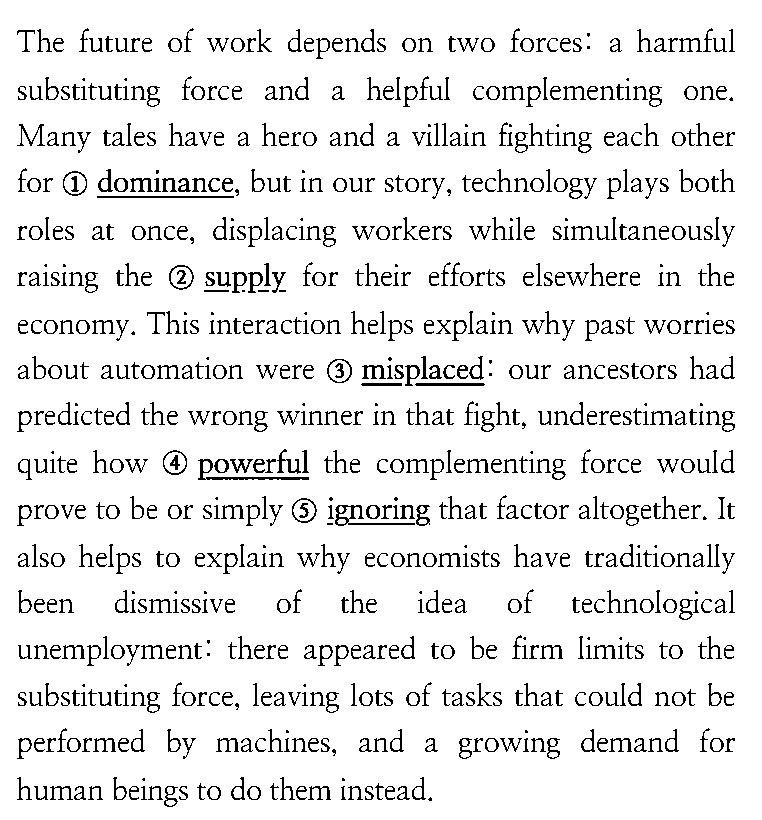 The future of work depends on two forces: a harmful
substituting force and a helpful complementing one.
Many tales have a hero and a villain fighting each other
for ① dominance, but in our story, technology plays both
roles at once, displacing workers while simultaneously
raising the ② supply for their efforts elsewhere in the
economy. This interaction helps explain why past worries
about automation were ③ misplaced: our ancestors had
predicted the wrong winner in that fight, underestimating
quite how ④ powerful the complementing force would
prove to be or simply ⑤ ignoring that factor altogether. It
also helps to explain why economists have traditionally
been dismissive of the idea of technological
unemployment: there appeared to be firm limits to the
substituting force, leaving lots of tasks that could not be
performed by machines, and a growing demand for
human beings to do them instead.